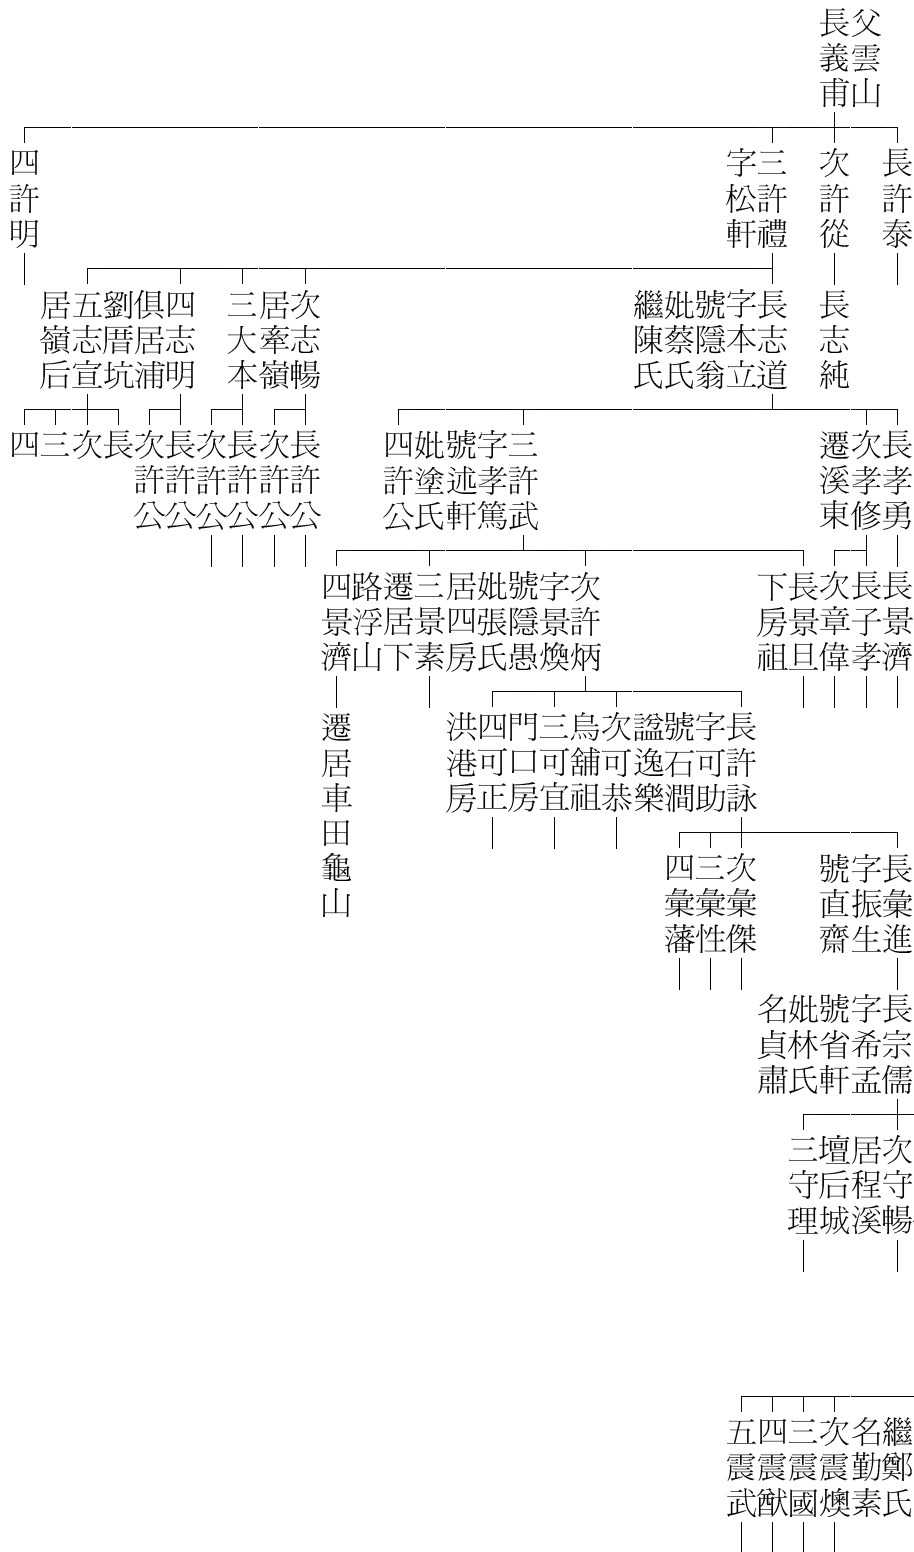 父雲山
長義甫
長許泰
次許從
三許禮
字松軒
四許明
長志純
長志道
字本立
號隱翁
妣蔡氏
繼陳氏
次志暢
居牽嶺
三大本
四志明
俱居浦
劉厝坑
五志宣
居嶺后
長孝勇
次孝修
遷溪東
三許武
字孝篤
號述軒
妣塗氏
四許公
長許公
次許公
長許公
次許公
長許公
次許公
長
次
三
四
長景濟
長子孝
次章偉
長景旦
下房祖
次許炳
字景煥
號隱愚
妣張氏
居四房
三景素
遷居下
路浮山
四景濟
長許詠
字可助
號石澗
諡逸樂
次可恭
烏舖祖
三可宜
門口房
四可正
洪港房
遷居車田龜山
長彙進
字振生
號直齋
次彙傑
三彙性
四彙藩
長宗儒
字希孟
號省軒
妣林氏
名貞肅
次守暢
居程溪
壇后城
三守理
繼鄭氏
名勤素
次震燠
三震國
四震猷
五震武